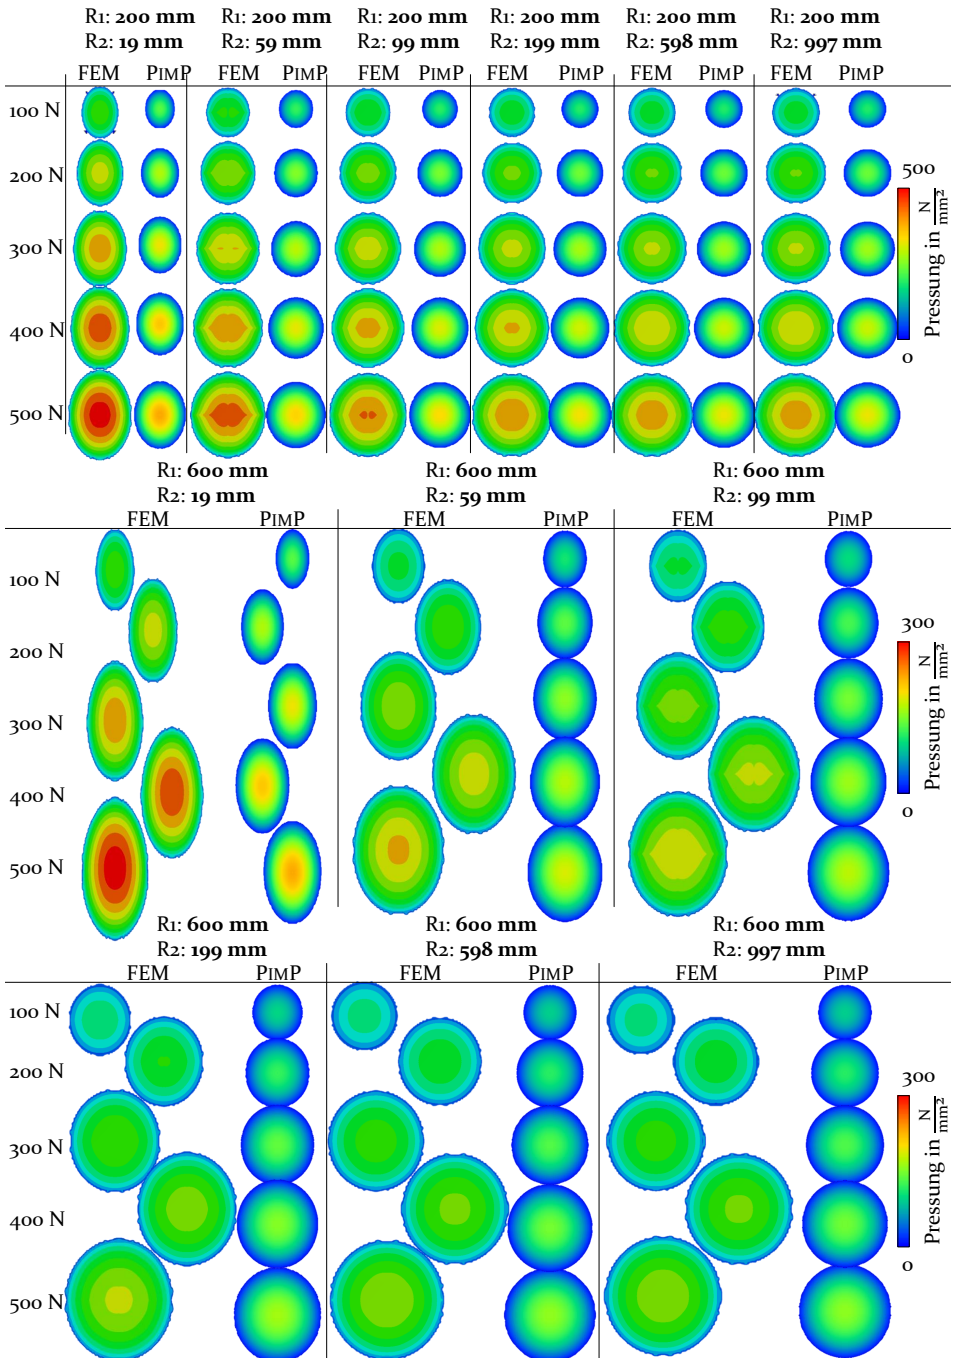 R1: 200 mm R1: 200 mm R1: 200 mm R1: 200 mm R1: 200 mm R1: 200 mm
R2: 19 mm R2: 59 mm R2: 99 mm R2: 199 mm R2: 598 mm R2: 997 mm
FEM PIMP FEM PIMP FEM PIMP FEM PIMP FEM PIMP FEM PIMP
100 N
200 N
300 N
400 N
500 N
500
Pressung in N/mm²
0
R1: 600 mm R1: 600 mm R1: 600 mm
R2: 19 mm R2: 59 mm R2: 99 mm
FEM PIMP FEM PIMP FEM PIMP
100 N
200 N
300 N
400 N
500 N
300
Pressung in N/mm²
0
R1: 600 mm R1: 600 mm R1: 600 mm
R2: 199 mm R2: 598 mm R2: 997 mm
FEM PIMP FEM PIMP FEM PIMP
100 N
200 N
300 N
400 N
500 N
300
Pressung in N/mm²
0